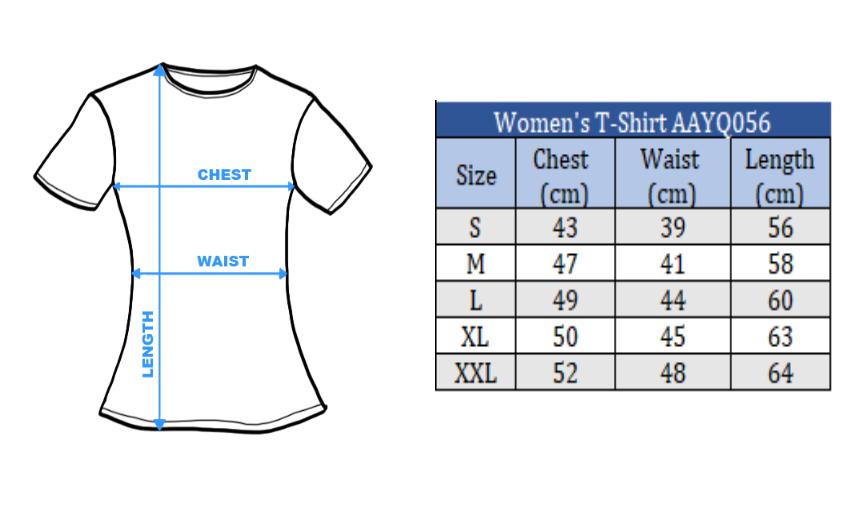 CHEST
WAIST
LENGTH
Women's T-Shirt AAYQ056
Size Chest (cm) Waist (cm) Length (cm)
S 43 39 56
M 47 41 58
L 49 44 60
XL 50 45 63
XXL 52 48 64